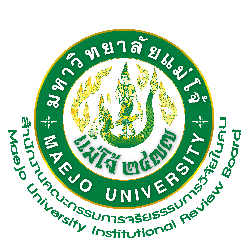 มหาวิทยาลัยแม่โจ้
แม่โจ้ ๒๔๗๗
MAEJO UNIVERSITY
สำนักงานคณะกรรมการจริยธรรมการวิจัยในคน
Maejo University Institutional Review Board